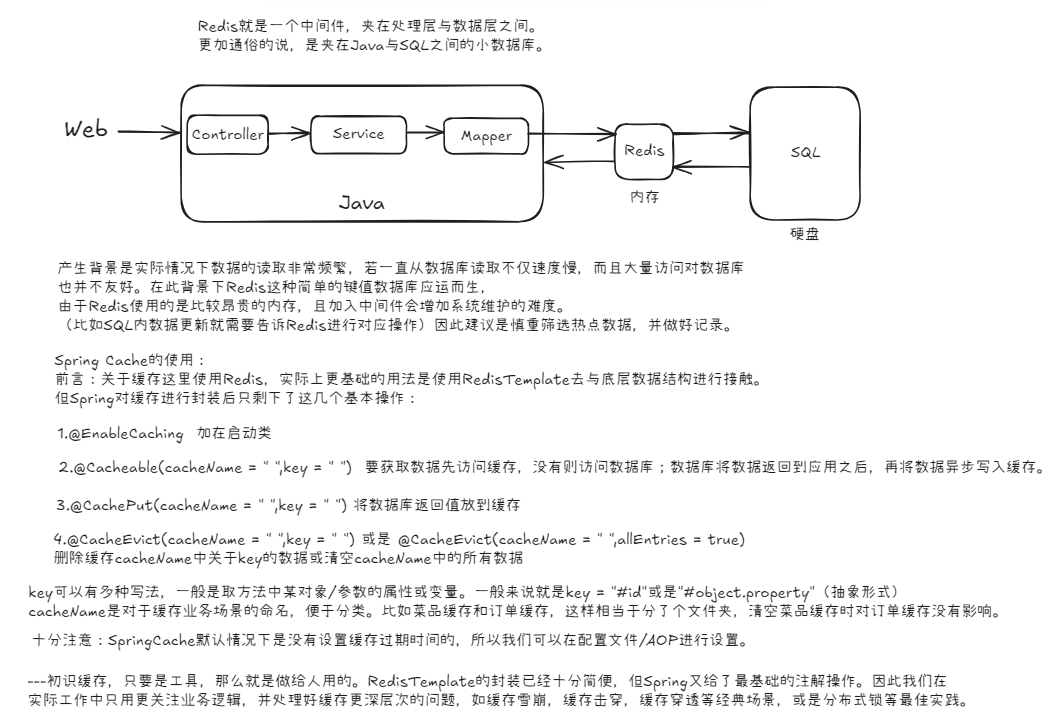 Redis就是一个中间件，夹在处理层与数据层之间。
更加通俗的说，是夹在Java与SQL之间的小数据库。
Web
Controller
Service
Mapper
Redis
SQL
内存
Java
硬盘
产生背景是实际情况下数据的读取非常频繁，若一直从数据库读取不仅速度慢，而且大量访问对数据库
也并不友好。在此背景下Redis这种简单的键值数据库应运而生，
由于Redis使用的是比较昂贵的内存，且加入中间件会增加系统维护的难度。
（比如SQL内数据更新就需要告诉Redis进行对应操作）因此建议是慎重筛选热点数据，并做好记录。
Spring Cache的使用：
前言：关于缓存这里使用Redis，实际上更基础的用法是使用RedisTemplate去与底层数据结构进行接触。
但Spring对缓存进行封装后只剩下了这几个基本操作：
1.@EnableCaching 加在启动类
2.@Cacheable(cacheName = " ",key = " ") 要获取数据先访问缓存，没有则访问数据库；数据库将数据返回到应用之后，再将数据异步写入缓存。
3.@CachePut(cacheName = " ",key = " ") 将数据库返回值放到缓存
4.@CacheEvict(cacheName = " ",key = " ") 或是 @CacheEvict(cacheName = " ",allEntries = true)
删除缓存cacheName中关于key的数据或清空cacheName中的所有数据
key可以有多种写法，一般是取方法中某对象/参数的属性或变量。一般来说就是key = "#id"或是"#object.property"（抽象形式）
cacheName是对于缓存业务场景的命名，便于分类。比如菜品缓存和订单缓存，这样相当于分了个文件夹，清空菜品缓存时对订单缓存没有影响。
十分注意：SpringCache默认情况下是没有设置缓存过期时间的，所以我们可以在配置文件/AOP进行设置。
---初识缓存，只要是工具，那么就是做给人用的。RedisTemplate的封装已经十分简便，但Spring又给了最基础的注解操作。因此我们在
实际工作中只用更关注业务逻辑，并处理好缓存更深层次的问题，如缓存雪崩，缓存击穿，缓存穿透等经典场景，或是分布式锁等最佳实践。